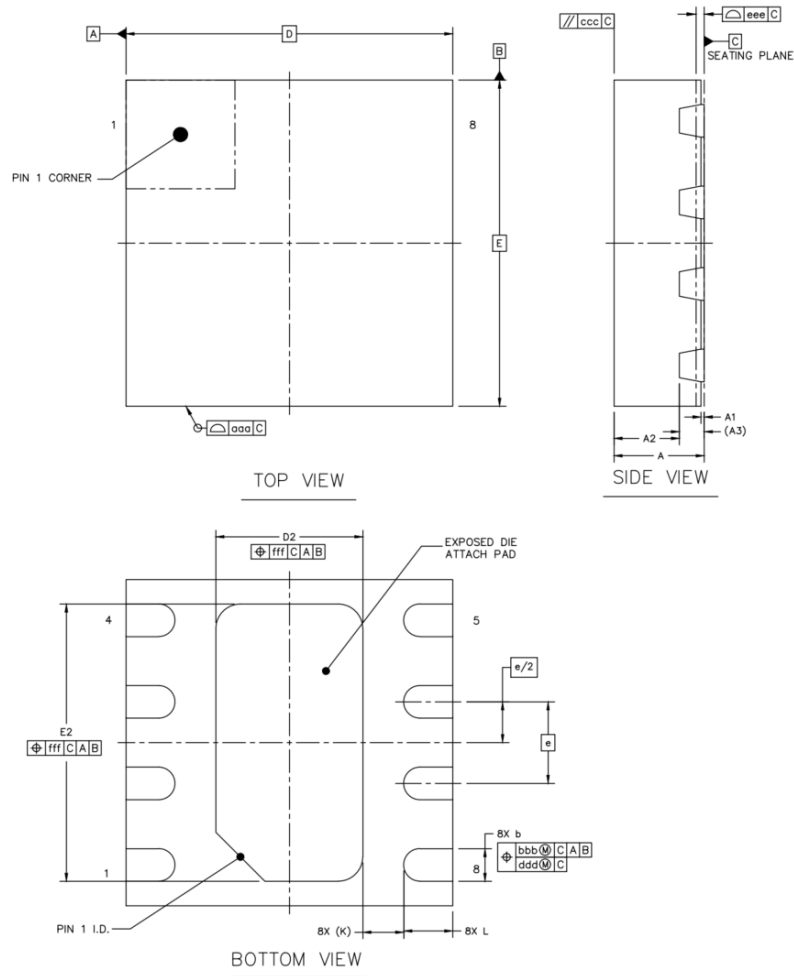 A
D
B
1
8
PIN 1 CORNER
E
⌓ aaa C
TOP VIEW
// ccc C
⌓ eee C
C
SEATING PLANE
A1
(A3)
A2
A
SIDE VIEW
D2
⌖ fff C A B
EXPOSED DIE
ATTACH PAD
4
5
e/2
E2
⌖ fff C A B
e
8X b
⌖ bbb Ⓜ C A B
ddd Ⓜ C
1
8
PIN 1 I.D.
8X (K)
8X L
BOTTOM VIEW